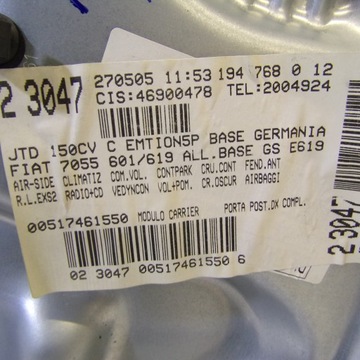 02 3047
270505 11:53 194 768 0 12
CIS:46900478 TEL:2004924
JTD 150CV C EMTION5P BASE GERMANIA
FIAT 7055 601/619 ALL.BASE GS E619
AIR-SIDE CLIMATIZ COM.VOL. CONTPARK CRU.CONT FEND.ANT
R.L.EXS2 RADIO+CD VEDYNCON VOL+POM. CR.OSCUR AIRBAGGI
00517461550 MODULO CARRIER PORTA POST.DX COMPL.
02 3047 00517461550 6
02 3047